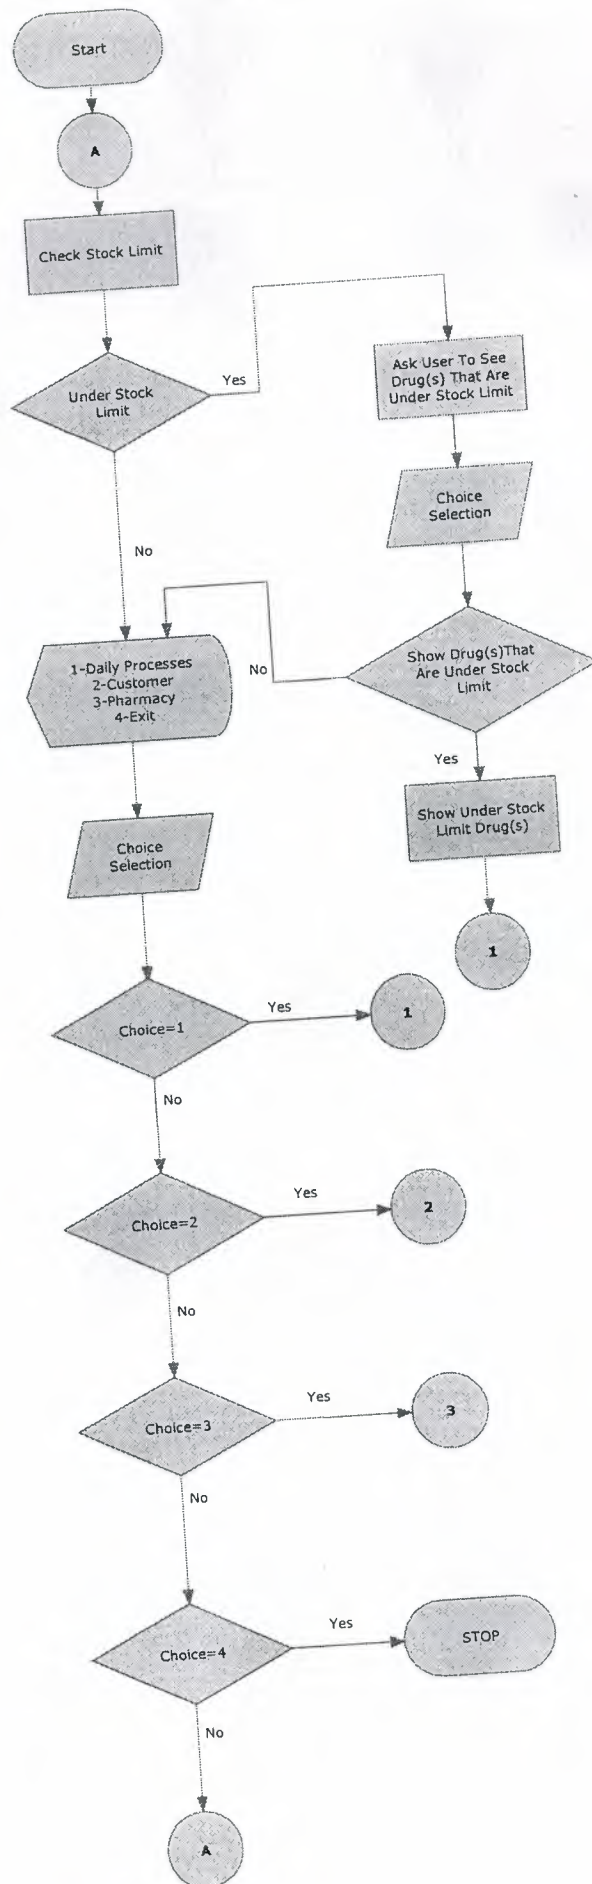 Start
A
Check Stock Limit
Under Stock
Limit
Yes
Ask User To See
Drug(s) That Are
Under Stock Limit
Choice
Selection
No
Show Drug(s)That
Are Under Stock
Limit
No
Yes
1-Daily Processes
2-Customer
3-Pharmacy
4-Exit
Show Under Stock
Limit Drug(s)
1
Choice
Selection
Choice=1
Yes
1
No
Choice=2
Yes
2
No
Choice=3
Yes
3
No
Choice=4
Yes
STOP
No
A